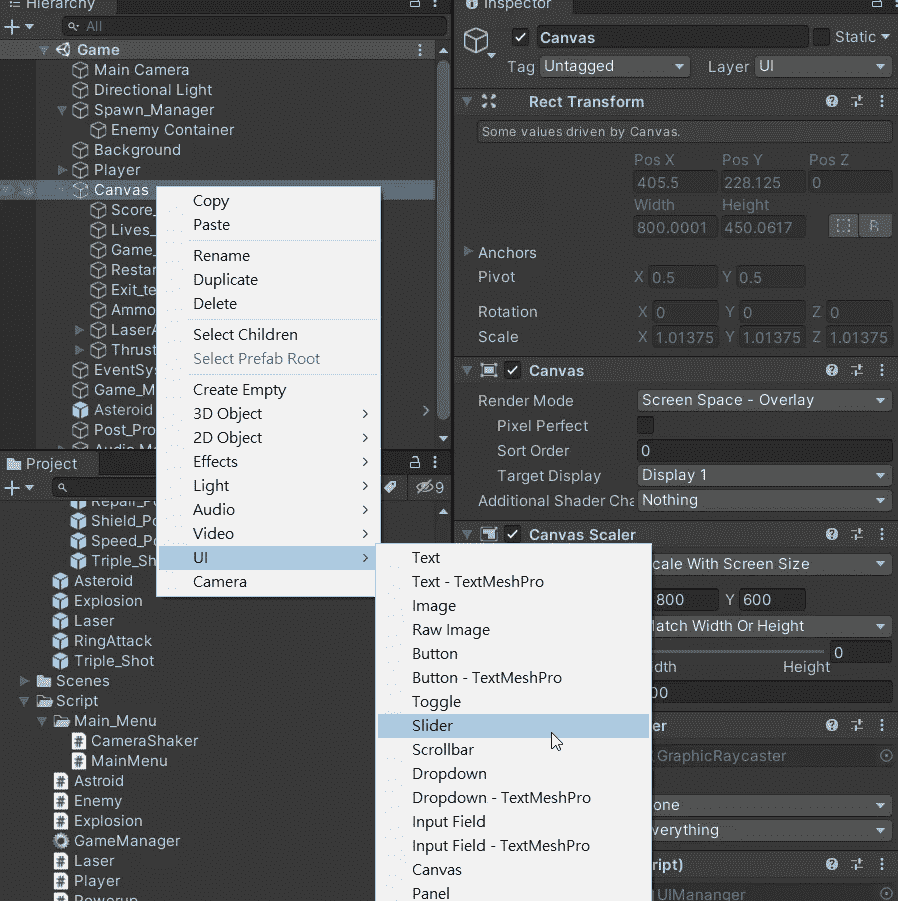 Hierarchy
All
Game
Main Camera
Directional Light
Spawn_Manager
Enemy Container
Background
Player
Canvas
Score_
Lives_
Game_
Restar
Exit_te
Ammo
LaserA
Thrust
EventSys
Game_M
Asteroid
Post_Pro
Audio Ma
Copy
Paste
Rename
Duplicate
Delete
Select Children
Select Prefab Root
Create Empty
3D Object
2D Object
Effects
Light
Audio
Video
UI
Camera
Text
Text - TextMeshPro
Image
Raw Image
Button
Button - TextMeshPro
Toggle
Slider
Scrollbar
Dropdown
Dropdown - TextMeshPro
Input Field
Input Field - TextMeshPro
Canvas
Panel
Project
9
Repair_Po
Shield_Po
Speed_Po
Triple_Sh
Asteroid
Explosion
Laser
RingAttack
Triple_Shot
Scenes
Script
Main_Menu
CameraShaker
MainMenu
Astroid
Enemy
Explosion
GameManager
Laser
Player
Powerup
Inspector
Canvas
Static
Tag Untagged Layer UI
Rect Transform
Some values driven by Canvas.
Pos X Pos Y Pos Z
405.5 228.125 0
Width Height
800.0001 450.0617 R
Anchors
Pivot X 0.5 Y 0.5
Rotation X 0 Y 0 Z 0
Scale X 1.01375 Y 1.01375 Z 1.01375
Canvas
Render Mode Screen Space - Overlay
Pixel Perfect
Sort Order 0
Target Display Display 1
Additional Shader Cha Nothing
Canvas Scaler
cale With Screen Size
800 Y 600
Match Width Or Height
0
dth Height
00
er
GraphicRaycaster
one
verything
ript)
UIMananger